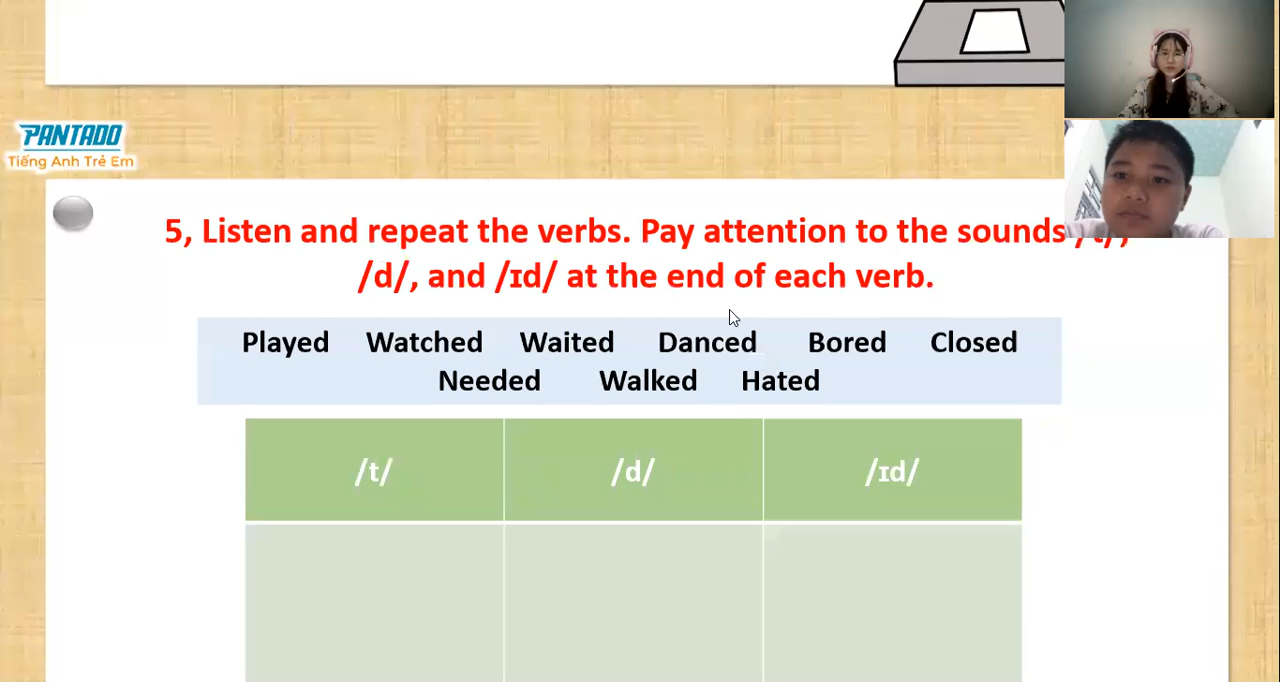 PANTADO
Tiếng Anh Trẻ Em
5, Listen and repeat the verbs. Pay attention to the sounds /t/,
/d/, and /ɪd/ at the end of each verb.
Played Watched Waited Danced Bored Closed
Needed Walked Hated
/t/ /d/ /ɪd/